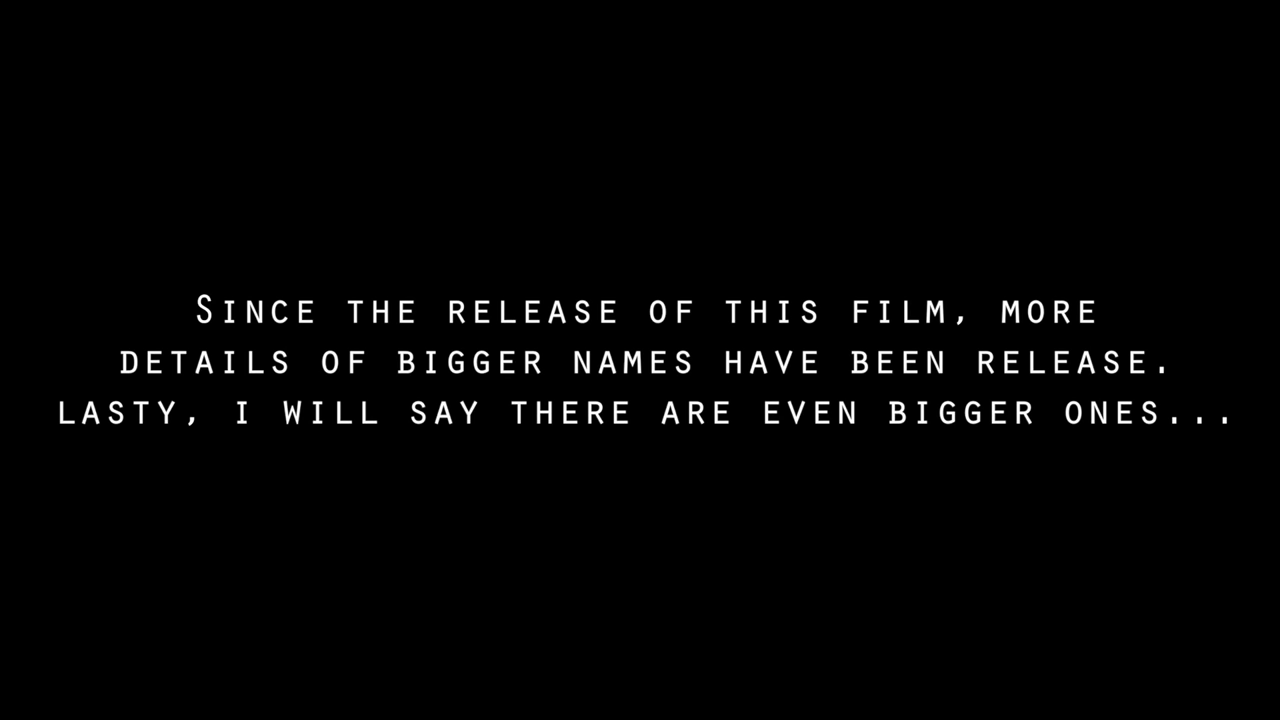 Since the release of this film, more
details of bigger names have been release.
lasty, i will say there are even bigger ones...